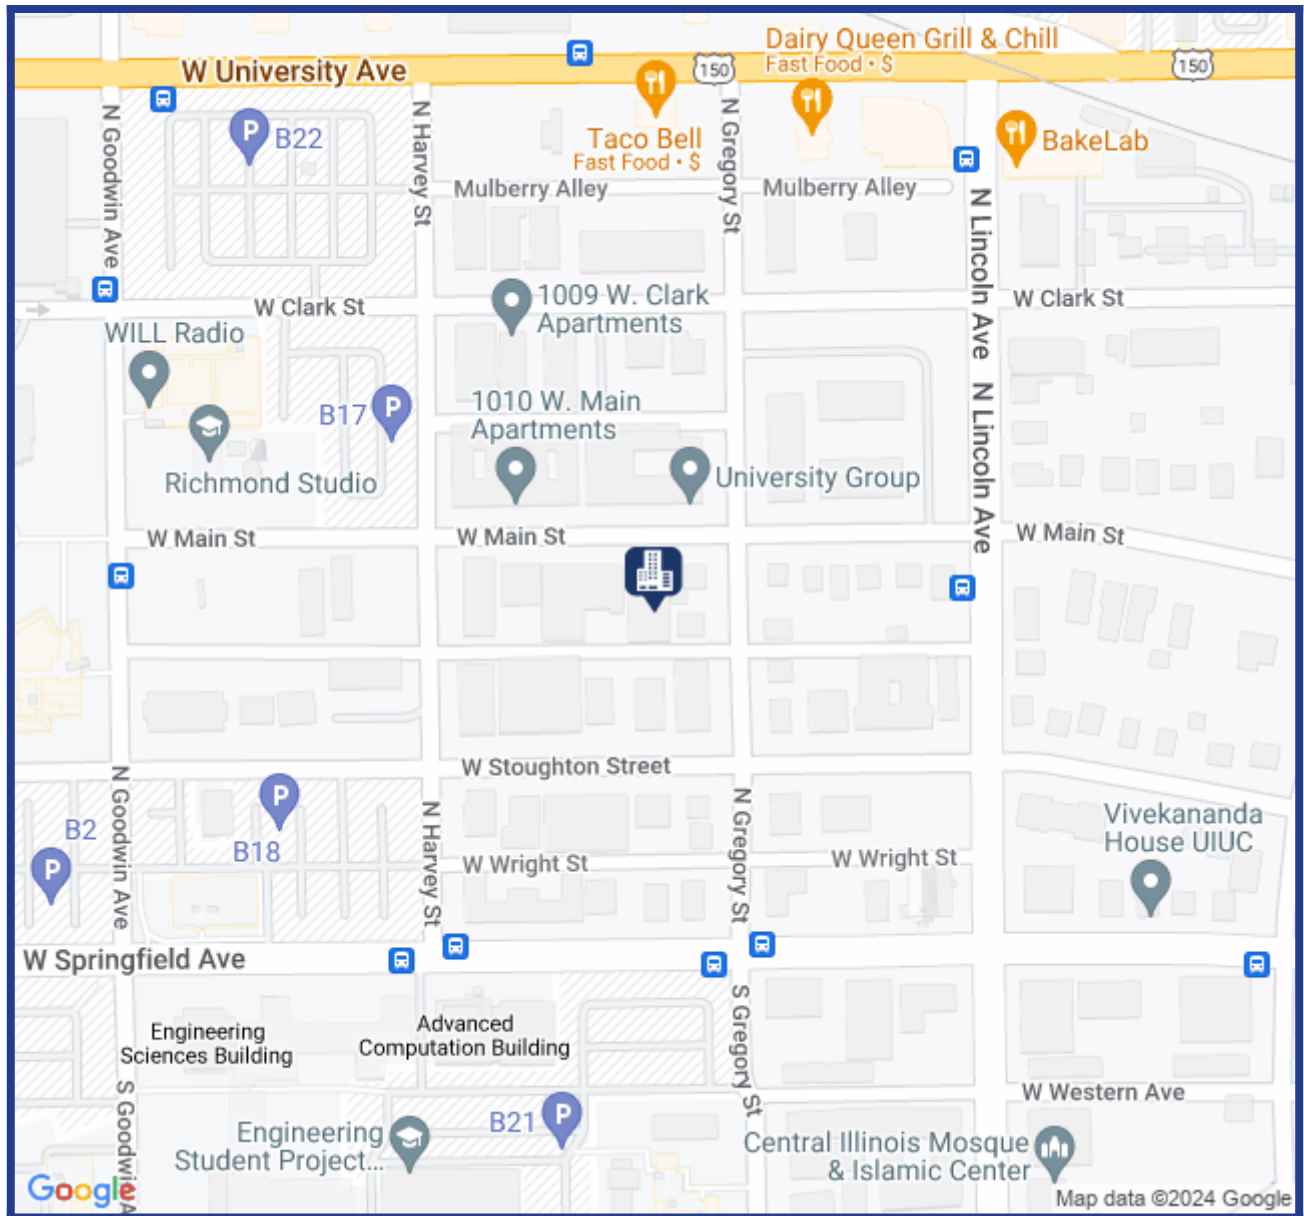 Dairy Queen Grill & Chill
Fast Food • $
W University Ave
150
150
B22
Taco Bell
Fast Food • $
BakeLab
N Goodwin Ave
N Harvey St
N Gregory St
Mulberry Alley
Mulberry Alley
N Lincoln Ave
W Clark St
1009 W. Clark
Apartments
W Clark St
WILL Radio
B17
1010 W. Main
Apartments
N Lincoln Ave
Richmond Studio
University Group
W Main St
W Main St
W Main St
W Stoughton Street
N Goodwin Ave
N Harvey St
N Gregory St
B2
B18
W Wright St
W Wright St
Vivekananda
House UIUC
W Springfield Ave
Engineering
Sciences Building
Advanced
Computation Building
S Gregory St
S Goodwin A
W Western Ave
B21
Engineering
Student Project...
Central Illinois Mosque
& Islamic Center
Google
Map data ©2024 Google